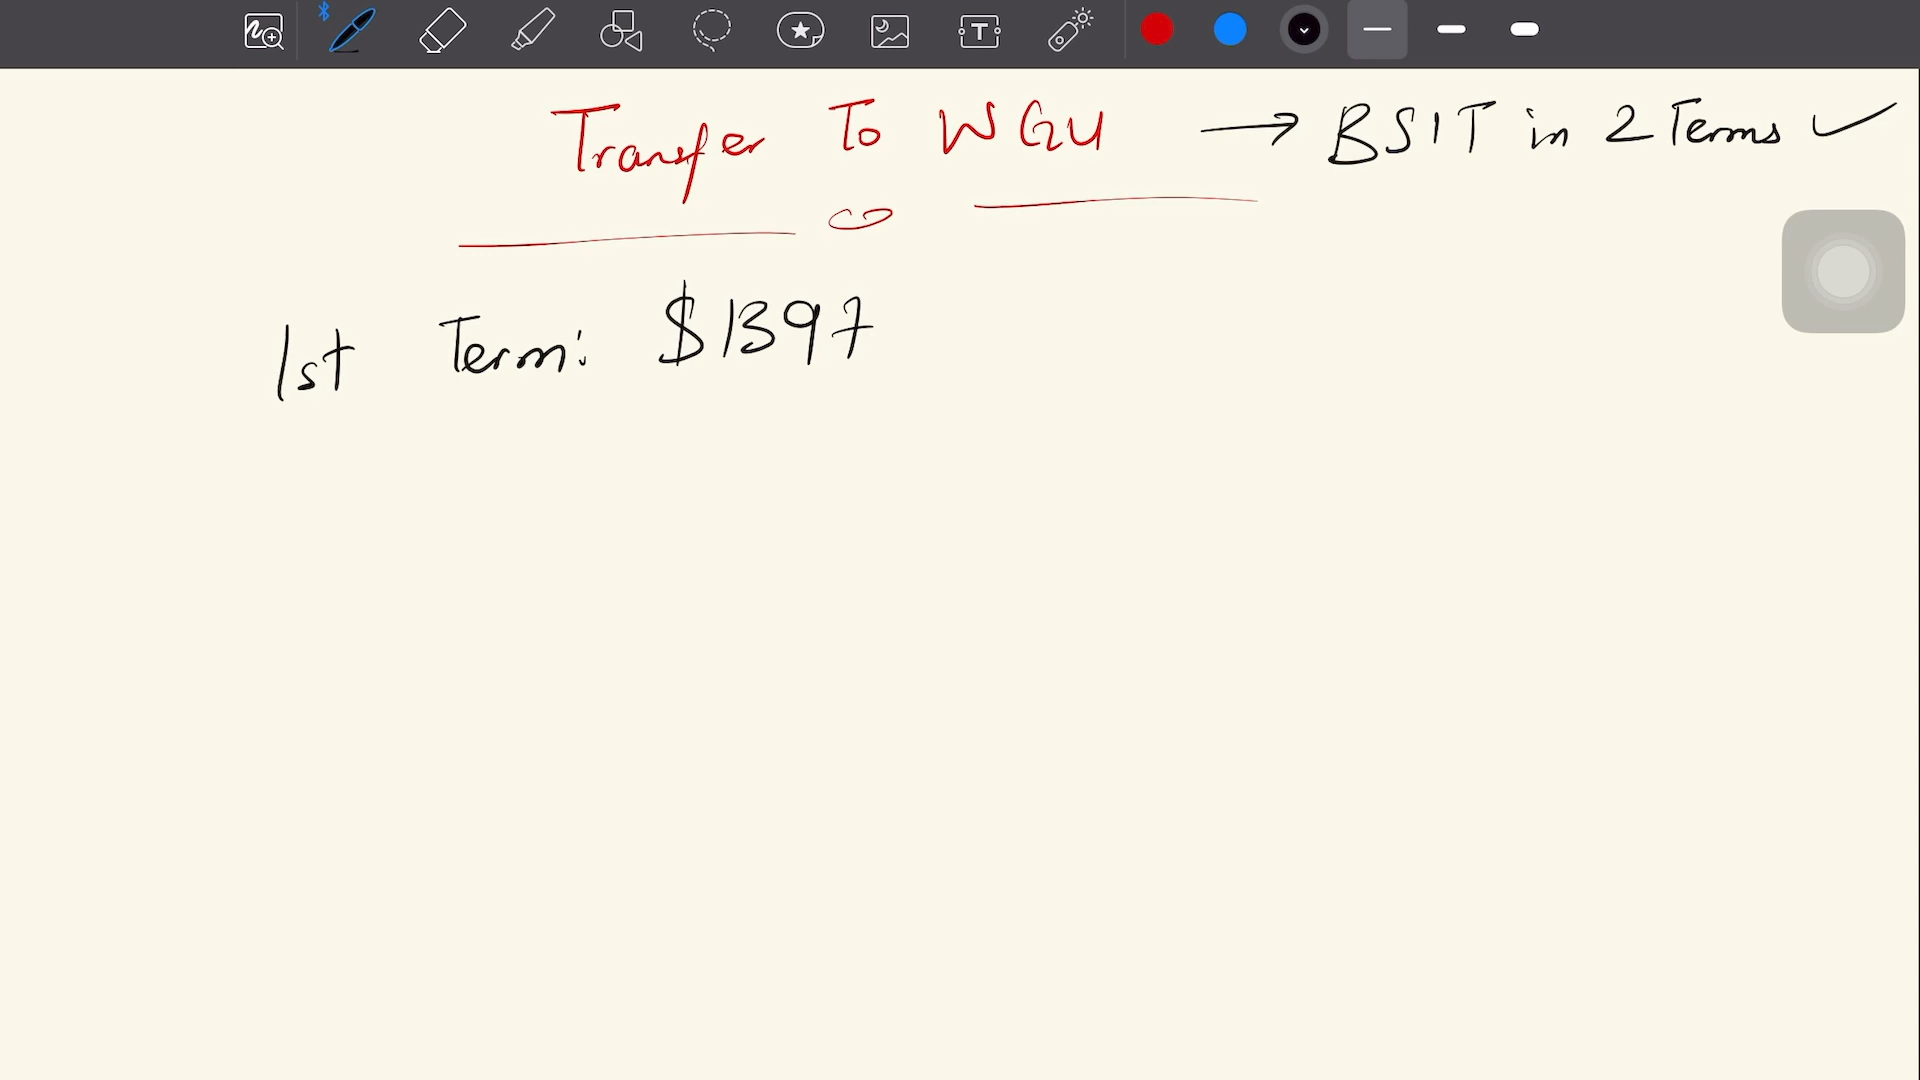 Transfer To WGU → BSIT in 2 Terms ✓
1st Term: $1397